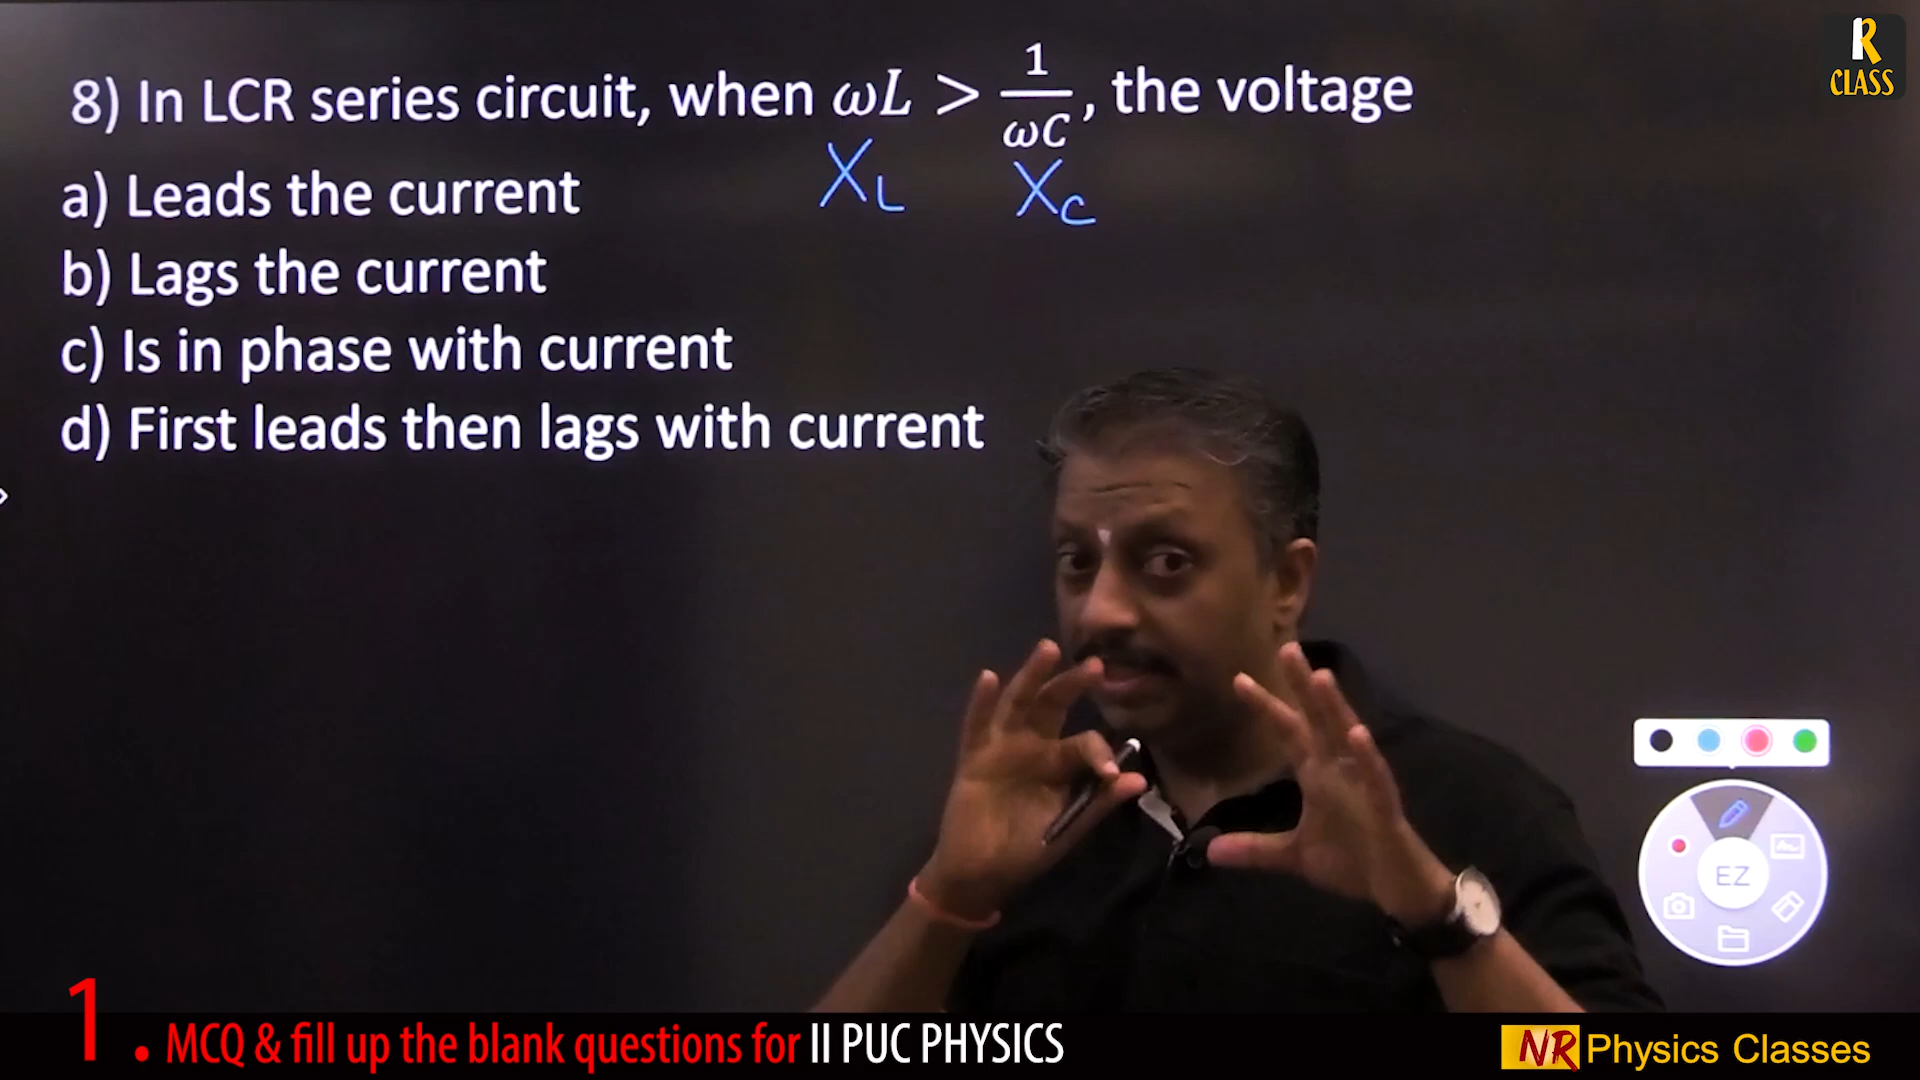 R
CLASS
8) In LCR series circuit, when ωL > 1/ωC, the voltage
X_L X_C
a) Leads the current
b) Lags the current
c) Is in phase with current
d) First leads then lags with current
EZ
1. MCQ & fill up the blank questions for II PUC PHYSICS
NR Physics Classes